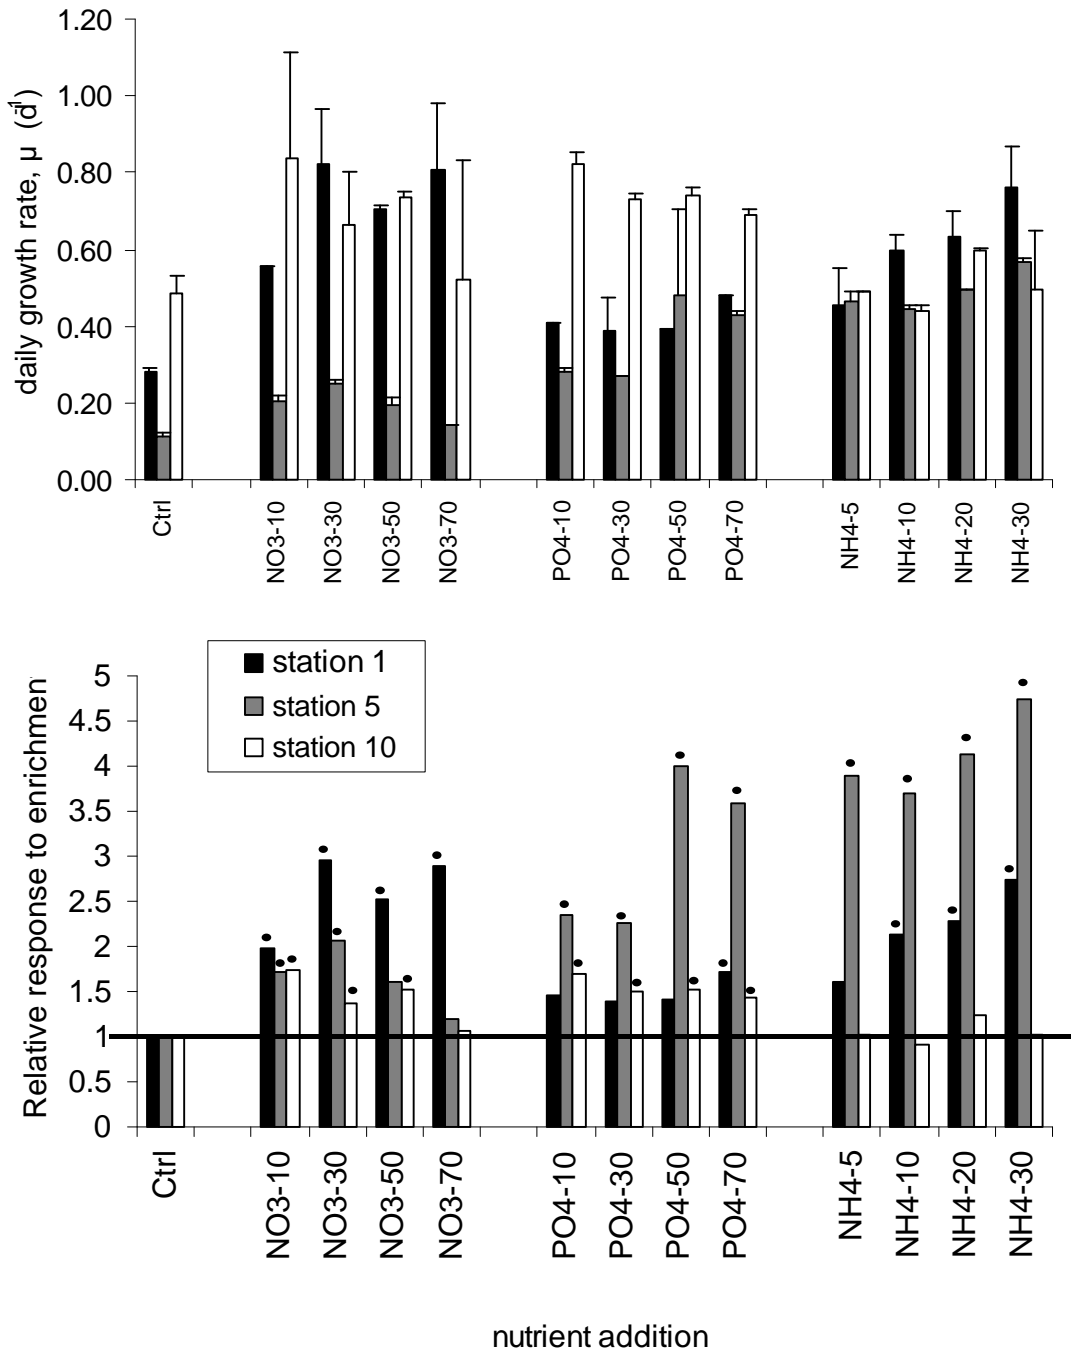 1.20
1.00
0.80
0.60
0.40
0.20
0.00
daily growth rate, µ (d-1)
Ctrl
NO3-10
NO3-30
NO3-50
NO3-70
PO4-10
PO4-30
PO4-50
PO4-70
NH4-5
NH4-10
NH4-20
NH4-30
station 1
station 5
station 10
5
4.5
4
3.5
3
2.5
2
1.5
1
1
0.5
0
Relative response to enrichmen
Ctrl
NO3-10
NO3-30
NO3-50
NO3-70
PO4-10
PO4-30
PO4-50
PO4-70
NH4-5
NH4-10
NH4-20
NH4-30
nutrient addition